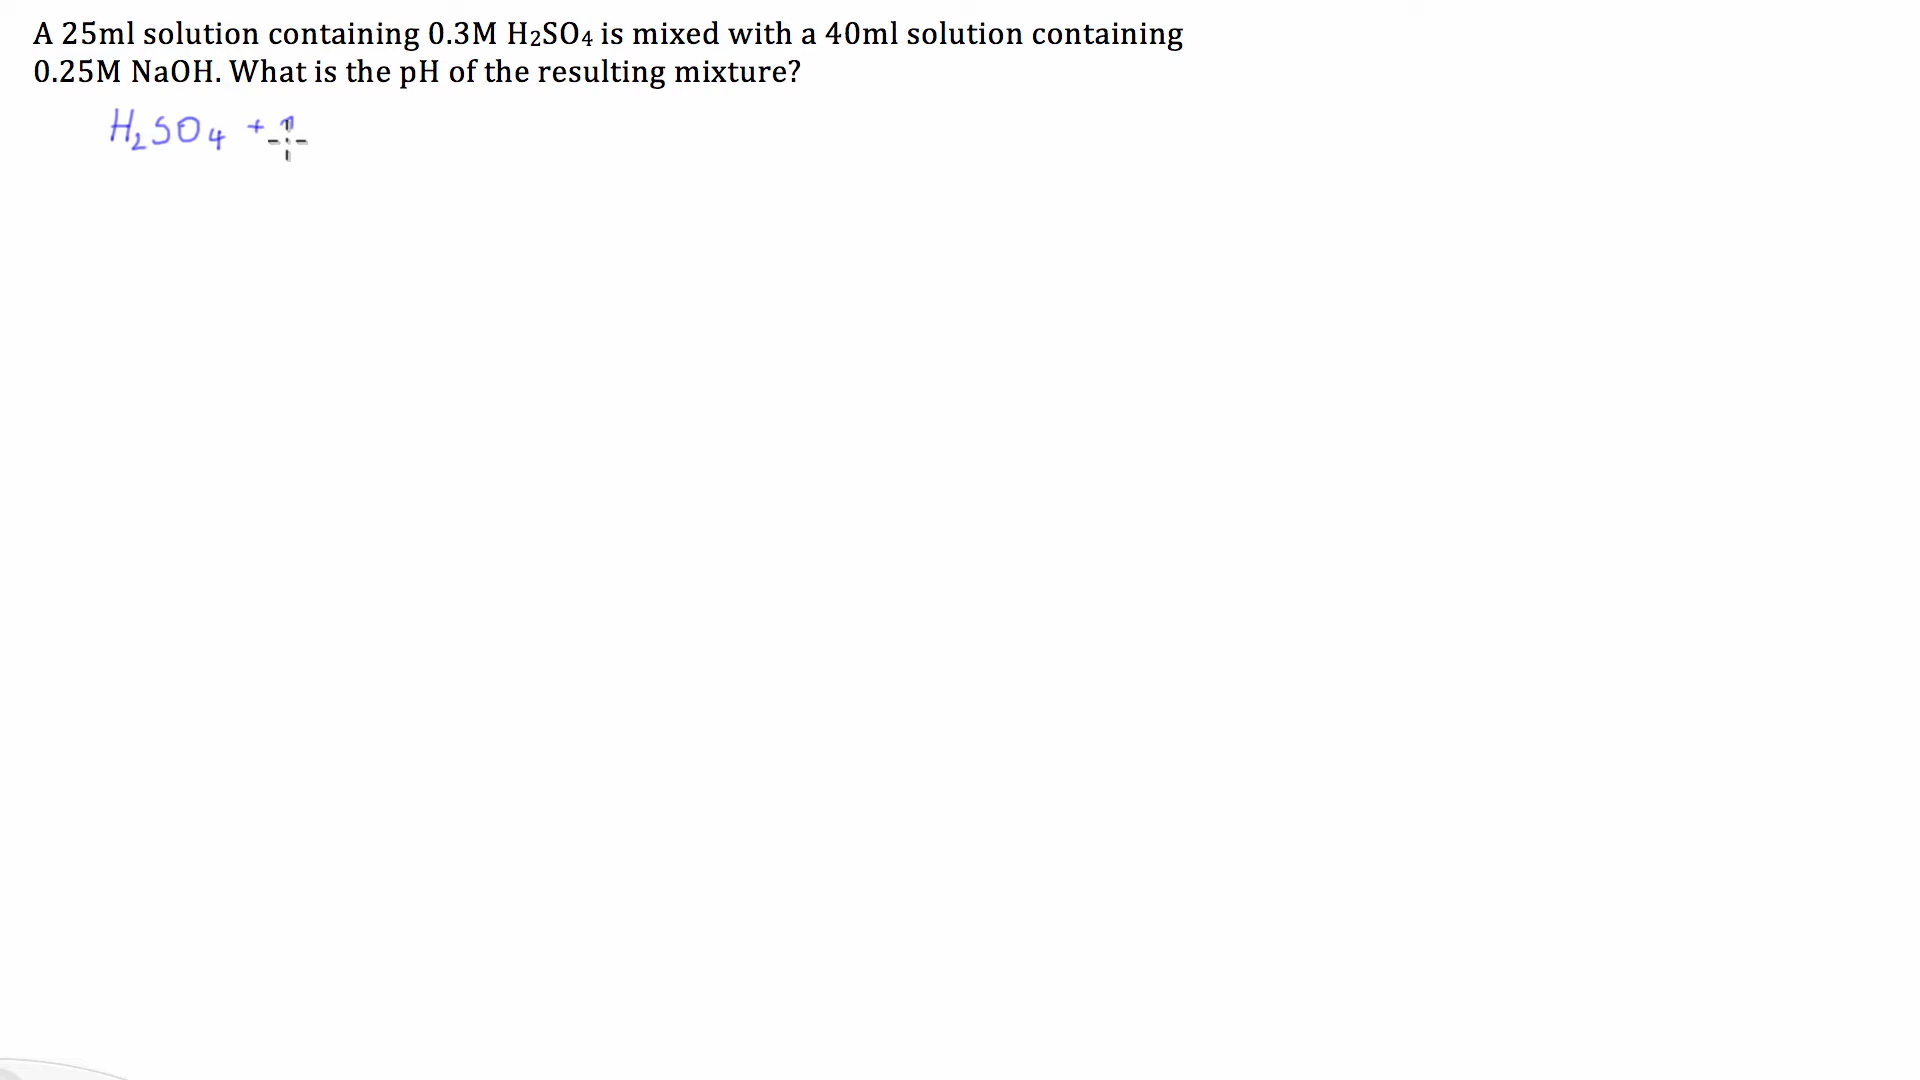 A 25ml solution containing 0.3M H₂SO₄ is mixed with a 40ml solution containing
0.25M NaOH. What is the pH of the resulting mixture?
H₂SO₄ +